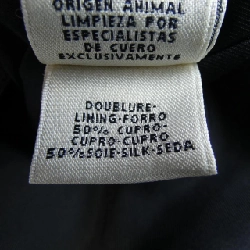 ORIGEN ANIMAL
LIMPIEZA POR
ESPECIALISTAS
DE CUERO
EXCLUSIVAMENTE
DOUBLURE-
LINING-FORRO
50% CUPRO-
CUPRO-CUPRO
50%SOIE-SILK-SEDA